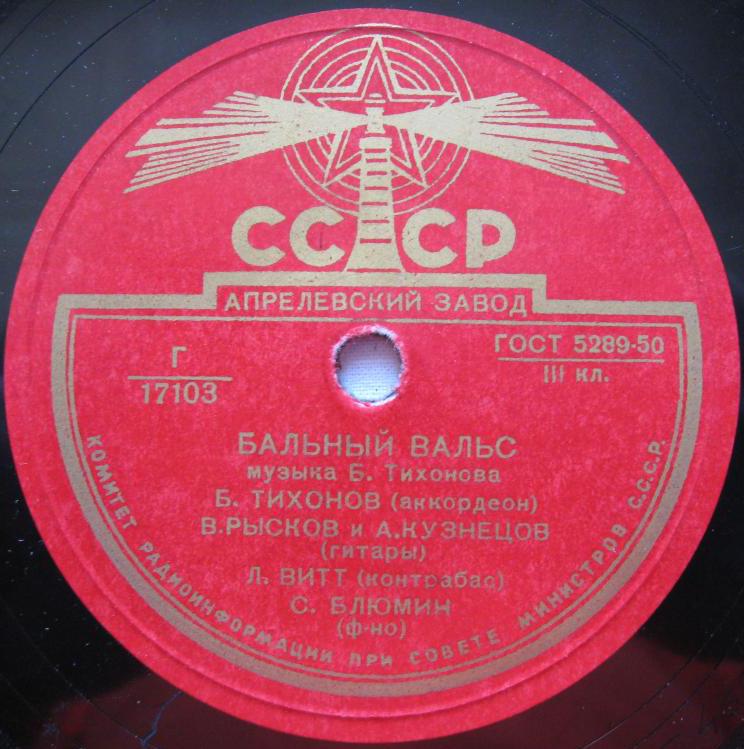 СССР
АПРЕЛЕВСКИЙ ЗАВОД
Г
17103
ГОСТ 5289-50
III кл.
БАЛЬНЫЙ ВАЛЬС
музыка Б. Тихонова
Б. ТИХОНОВ (аккордеон)
В. РЫСКОВ и А. КУЗНЕЦОВ
(гитары)
Л. ВИТТ (контрабас)
С. БЛЮМИН
(ф-но)
КОМИТЕТ РАДИОИНФОРМАЦИИ ПРИ СОВЕТЕ МИНИСТРОВ С.С.С.Р.